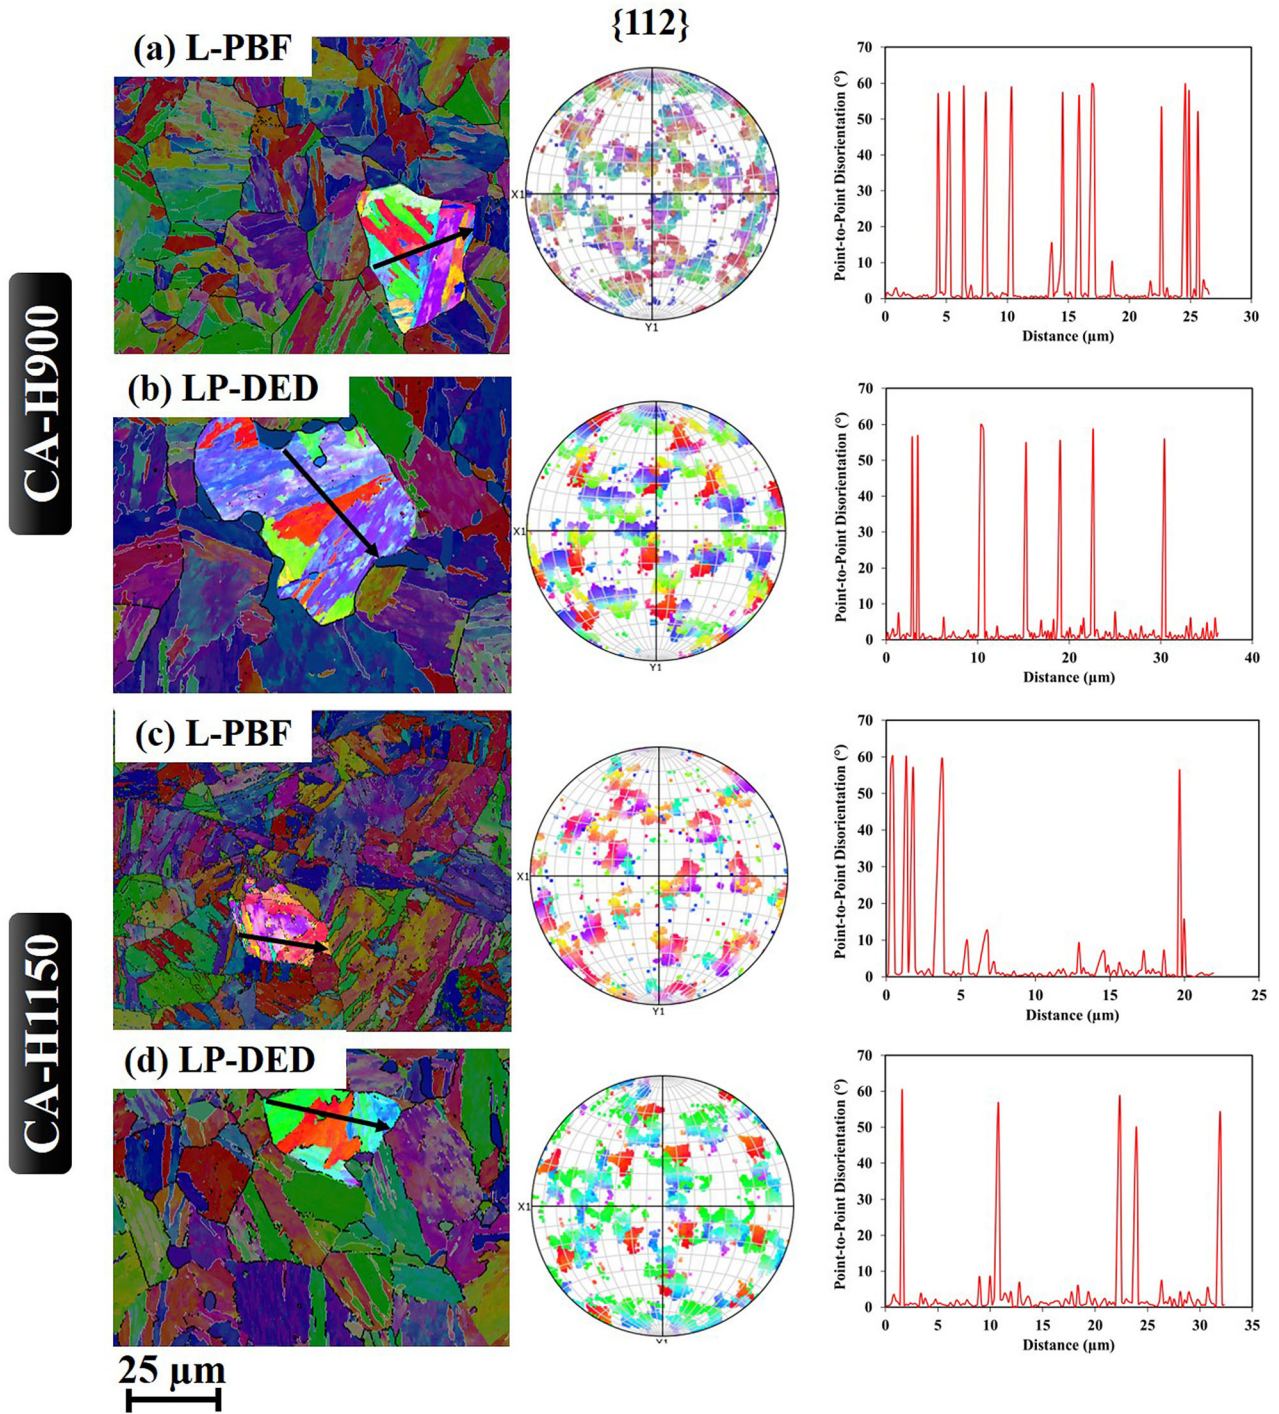 {112}
CA-H900
(a) L-PBF
X1
Y1
Point-to-Point Disorientation (°)
70
60
50
40
30
20
10
0
0 5 10 15 20 25 30
Distance (µm)
(b) LP-DED
X1
Y1
Point-to-Point Disorientation (°)
70
60
50
40
30
20
10
0
0 10 20 30 40
Distance (µm)
CA-H1150
(c) L-PBF
X1
Y1
Point-to-Point Disorientation (°)
70
60
50
40
30
20
10
0
0 5 10 15 20 25
Distance (µm)
(d) LP-DED
X1
Y1
Point-to-Point Disorientation (°)
70
60
50
40
30
20
10
0
0 5 10 15 20 25 30 35
Distance (µm)
25 µm